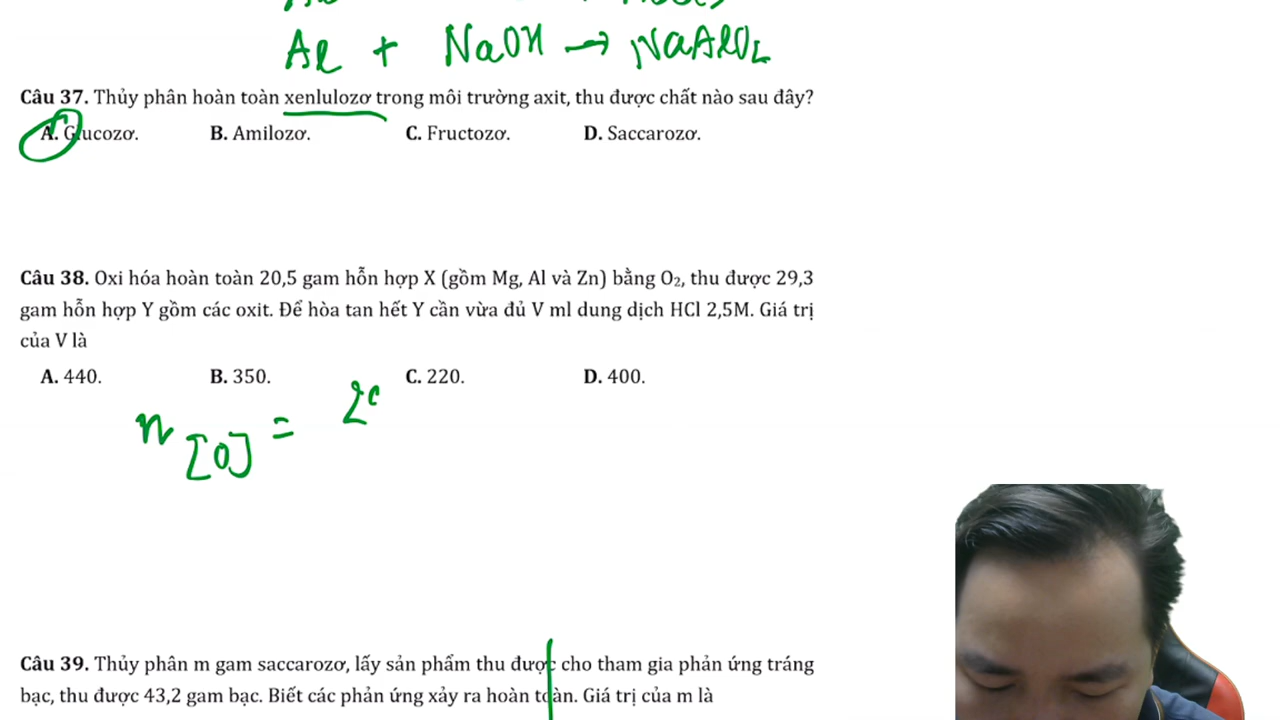 Al + NaOH → NaAlO2
Câu 37. Thủy phân hoàn toàn xenlulozơ trong môi trường axit, thu được chất nào sau đây?
A. Glucozơ. B. Amilozơ. C. Fructozơ. D. Saccarozơ.
Câu 38. Oxi hóa hoàn toàn 20,5 gam hỗn hợp X (gồm Mg, Al và Zn) bằng O₂, thu được 29,3
gam hỗn hợp Y gồm các oxit. Để hòa tan hết Y cần vừa đủ V ml dung dịch HCl 2,5M. Giá trị
của V là
A. 440. B. 350. C. 220. D. 400.
n[O] = 2
Câu 39. Thủy phân m gam saccarozơ, lấy sản phẩm thu được cho tham gia phản ứng tráng
bạc, thu được 43,2 gam bạc. Biết các phản ứng xảy ra hoàn toàn. Giá trị của m là